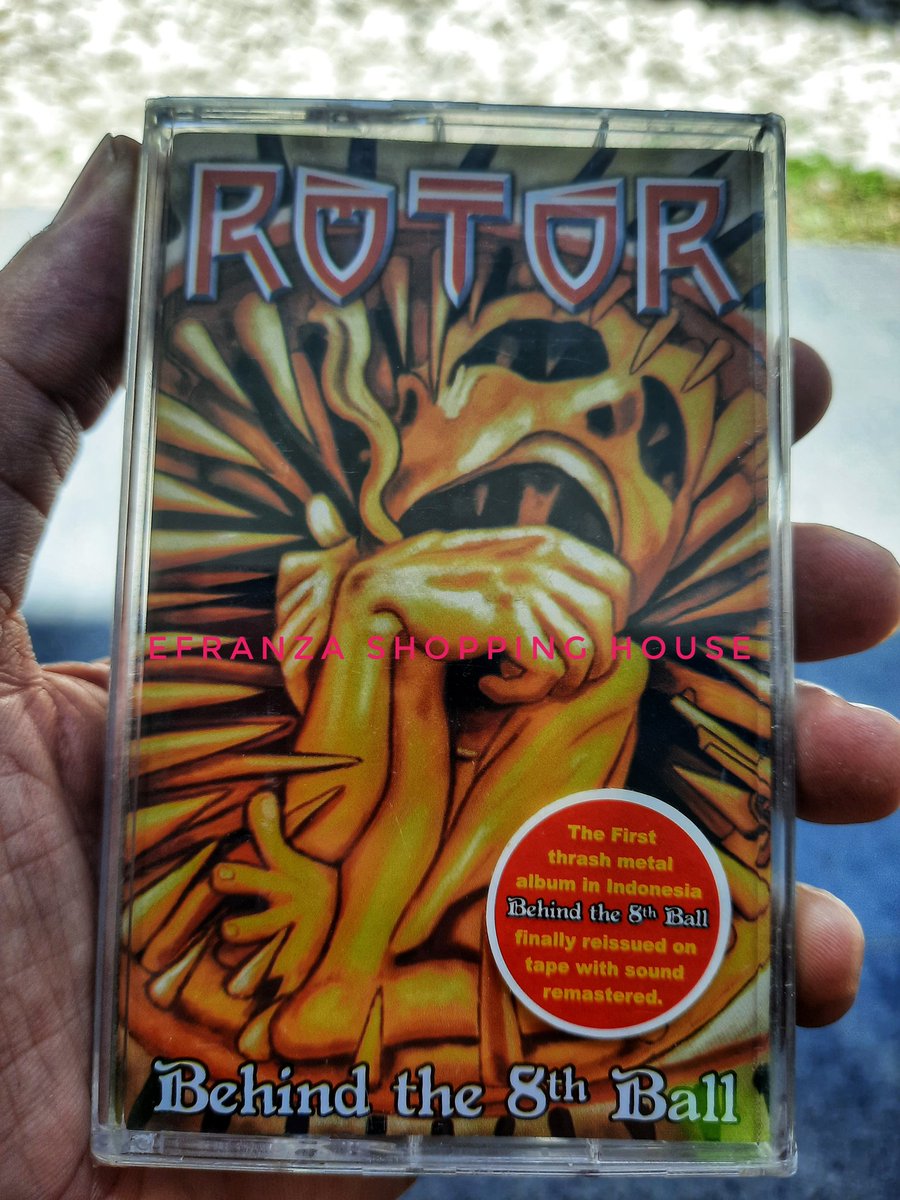 ROTOR
EFRANZA SHOPPING HOUSE
The First
thrash metal
album in Indonesia
Behind the 8th Ball
finally reissued on
tape with sound
remastered.
Behind the 8th Ball